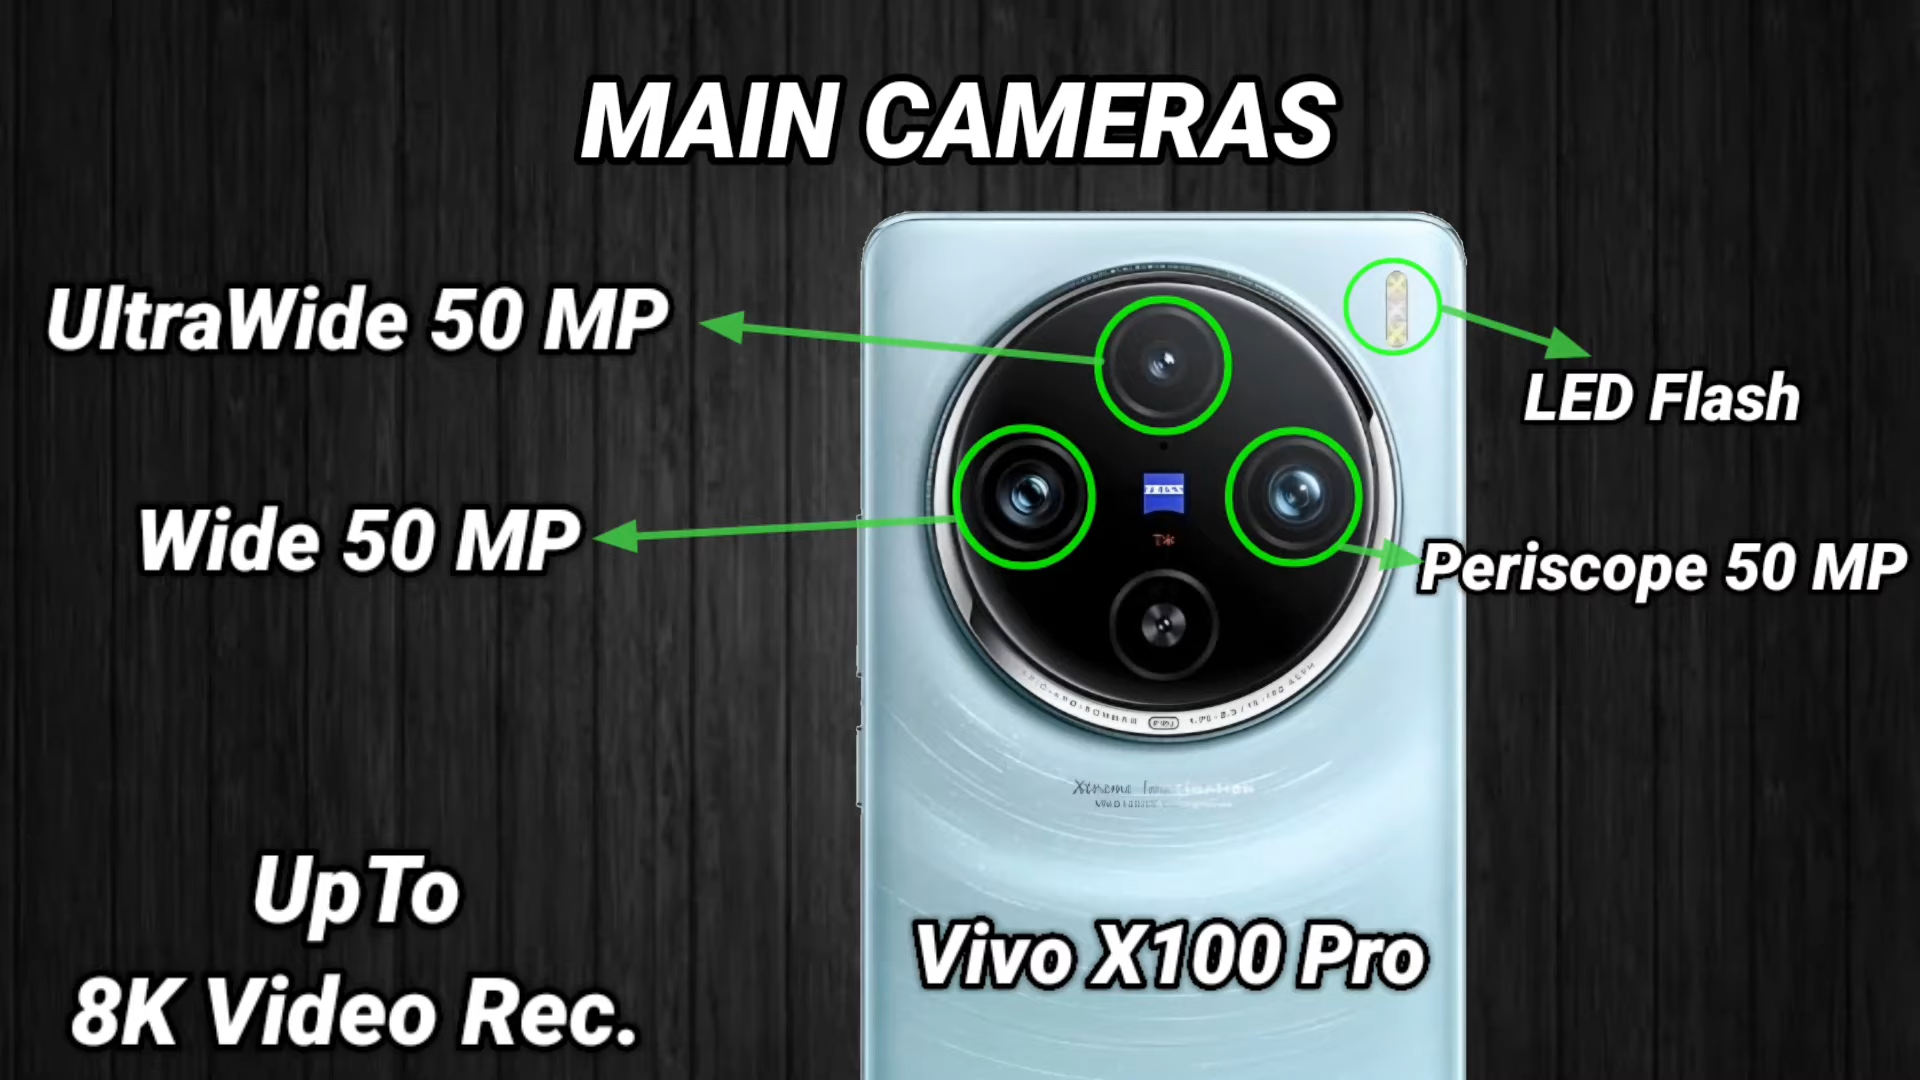 MAIN CAMERAS
UltraWide 50 MP
LED Flash
Wide 50 MP
Periscope 50 MP
UpTo
8K Video Rec.
Vivo X100 Pro